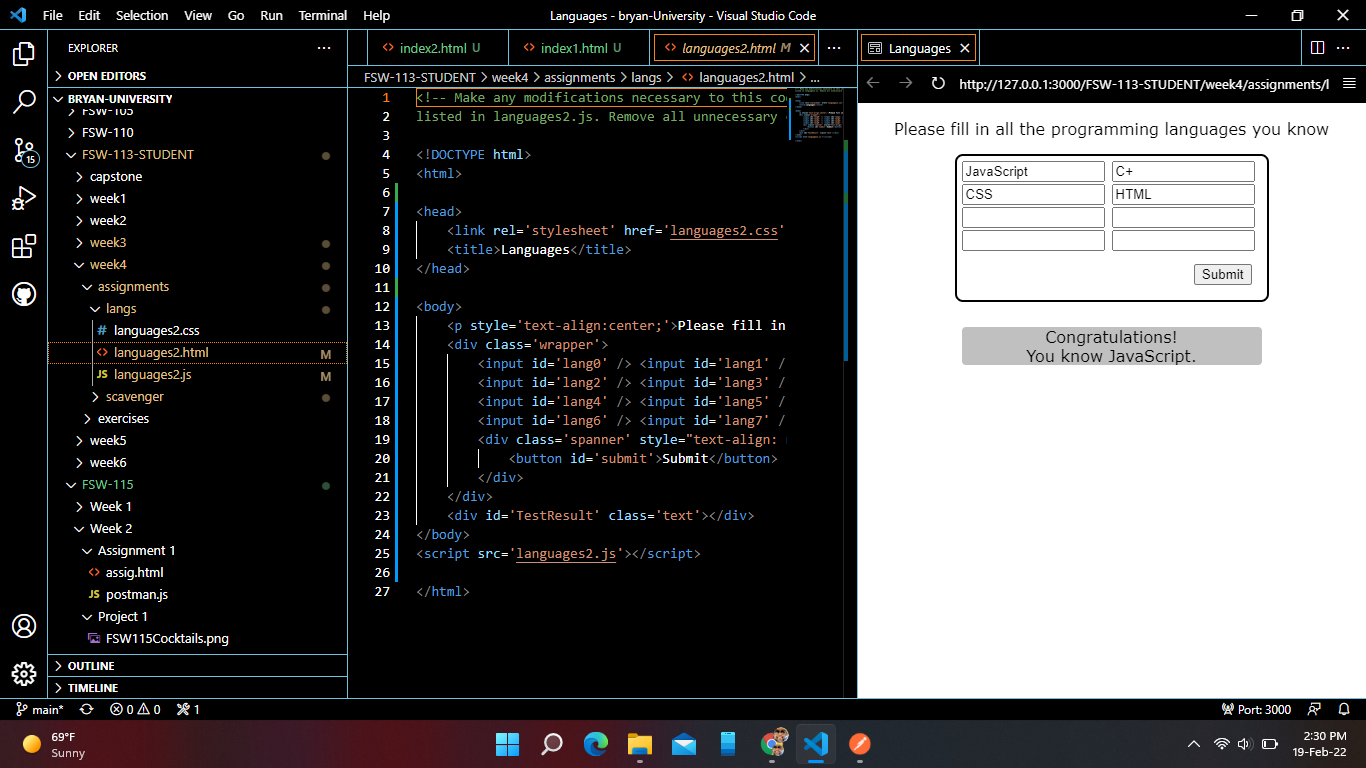 File Edit Selection View Go Run Terminal Help
Languages - bryan-University - Visual Studio Code
EXPLORER
OPEN EDITORS
BRYAN-UNIVERSITY
FSW-105
FSW-110
FSW-113-STUDENT
capstone
week1
week2
week3
week4
assignments
langs
# languages2.css
<> languages2.html M
JS languages2.js M
scavenger
exercises
week5
week6
FSW-115
Week 1
Week 2
Assignment 1
<> assig.html
JS postman.js
Project 1
FSW115Cocktails.png
OUTLINE
TIMELINE
15
<> index2.html U
<> index1.html U
<> languages2.html M
FSW-113-STUDENT > week4 > assignments > langs > <> languages2.html > ...
1 <!-- Make any modifications necessary to this co
2 listed in languages2.js. Remove all unnecessary
3
4 <!DOCTYPE html>
5 <html>
6
7 <head>
8 <link rel='stylesheet' href='languages2.css'
9 <title>Languages</title>
10 </head>
11
12 <body>
13 <p style='text-align:center;'>Please fill in
14 <div class='wrapper'>
15 <input id='lang0' /> <input id='lang1' /
16 <input id='lang2' /> <input id='lang3' /
17 <input id='lang4' /> <input id='lang5' /
18 <input id='lang6' /> <input id='lang7' /
19 <div class='spanner' style="text-align:
20 <button id='submit'>Submit</button>
21 </div>
22 </div>
23 <div id='TestResult' class='text'></div>
24 </body>
25 <script src='languages2.js'></script>
26
27 </html>
Languages
http://127.0.0.1:3000/FSW-113-STUDENT/week4/assignments/l
Please fill in all the programming languages you know
JavaScript C+
CSS HTML
Submit
Congratulations!
You know JavaScript.
main* 0 0 1
Port: 3000
69°F
Sunny
2:30 PM
19-Feb-22